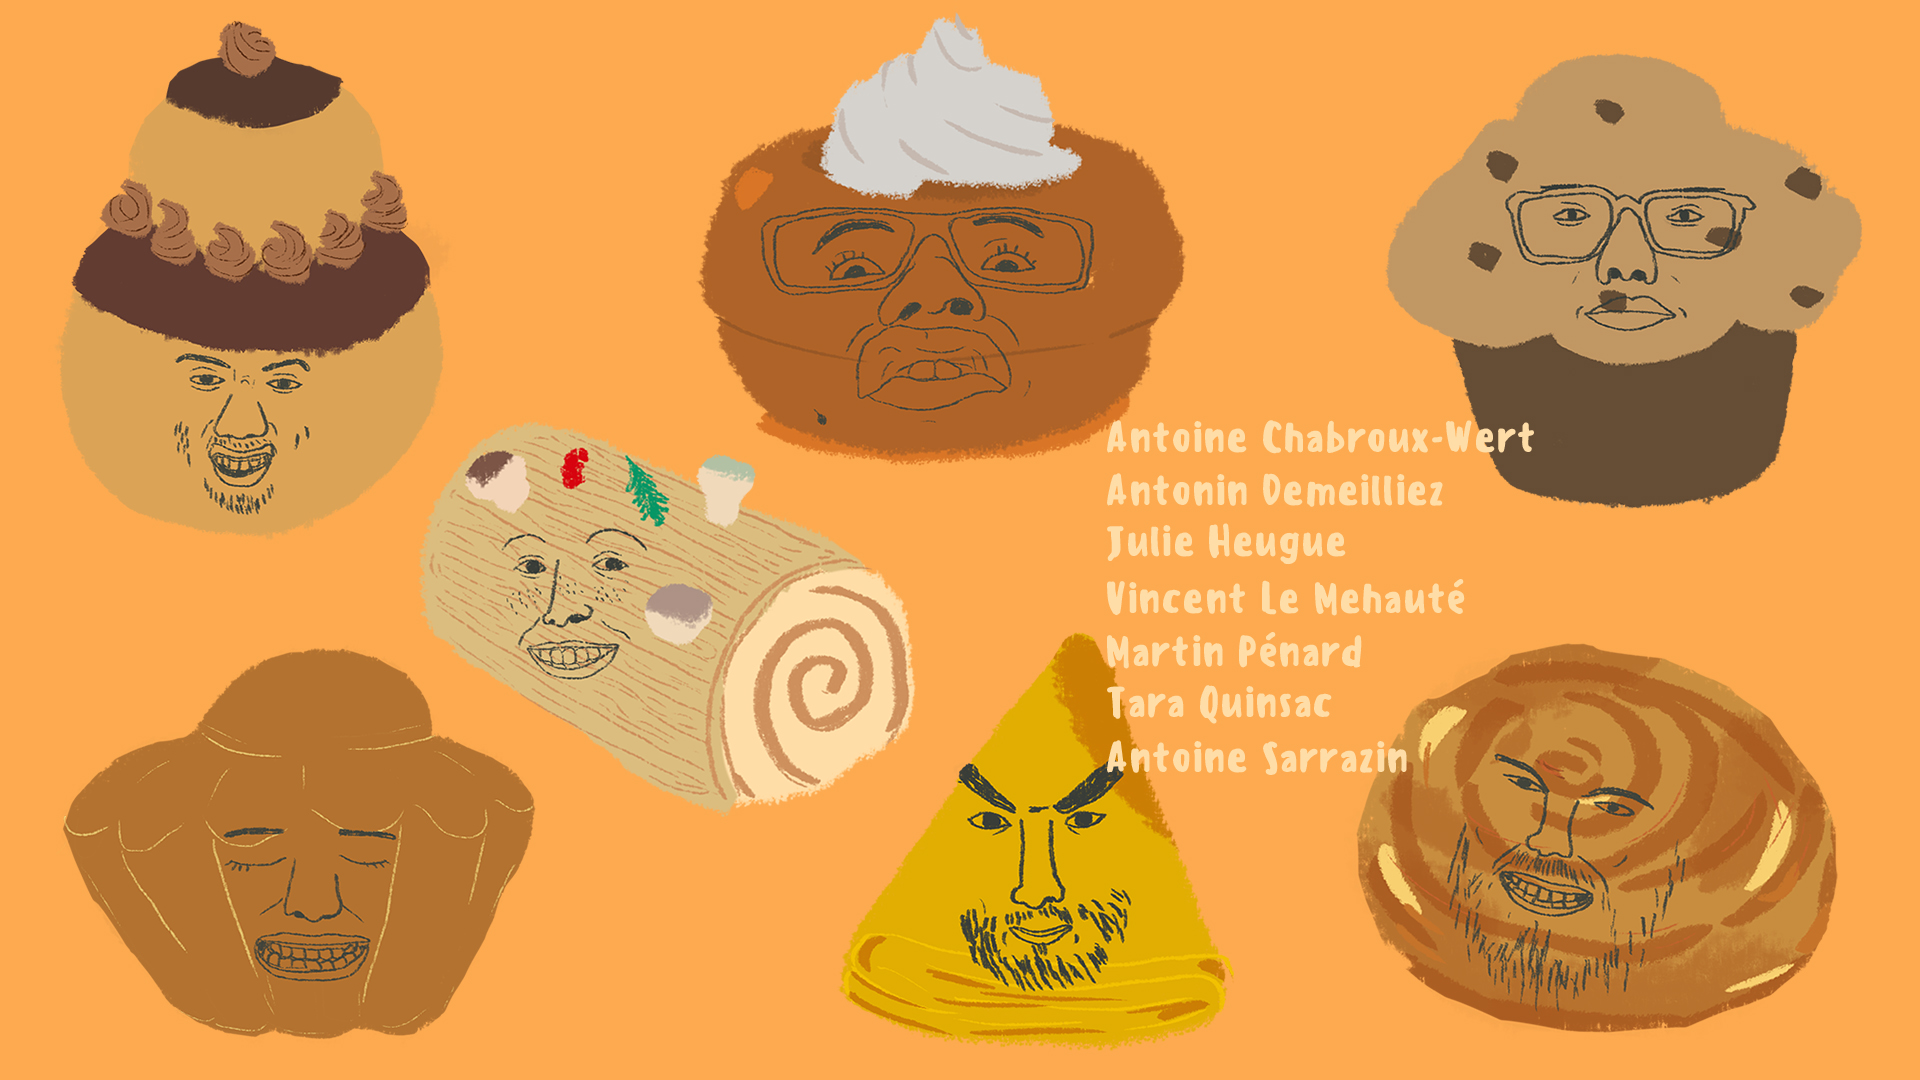 Antoine Chabroux-Wert
Antonin Demeilliez
Julie Heugue
Vincent Le Mehauté
Martin Pénard
Tara Quinsac
Antoine Sarrazin